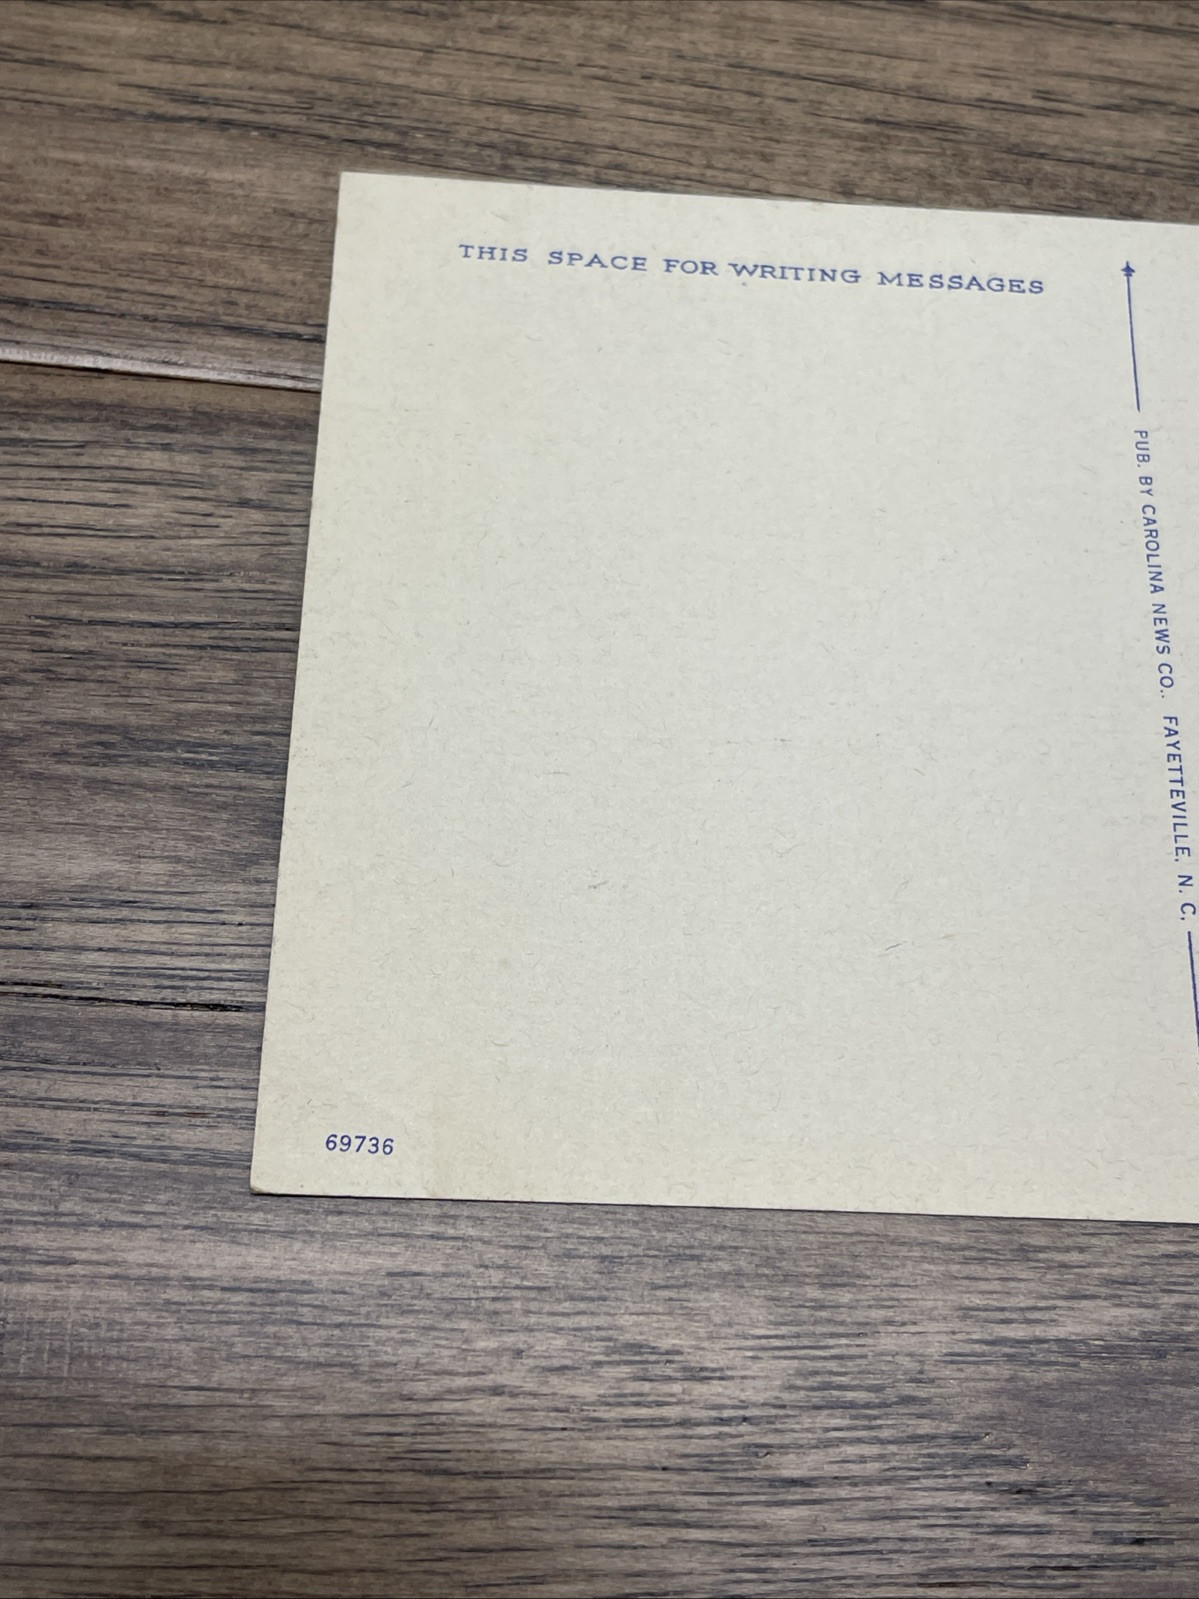 THIS SPACE FOR WRITING MESSAGES
PUB. BY CAROLINA NEWS CO., FAYETTEVILLE, N. C.
69736